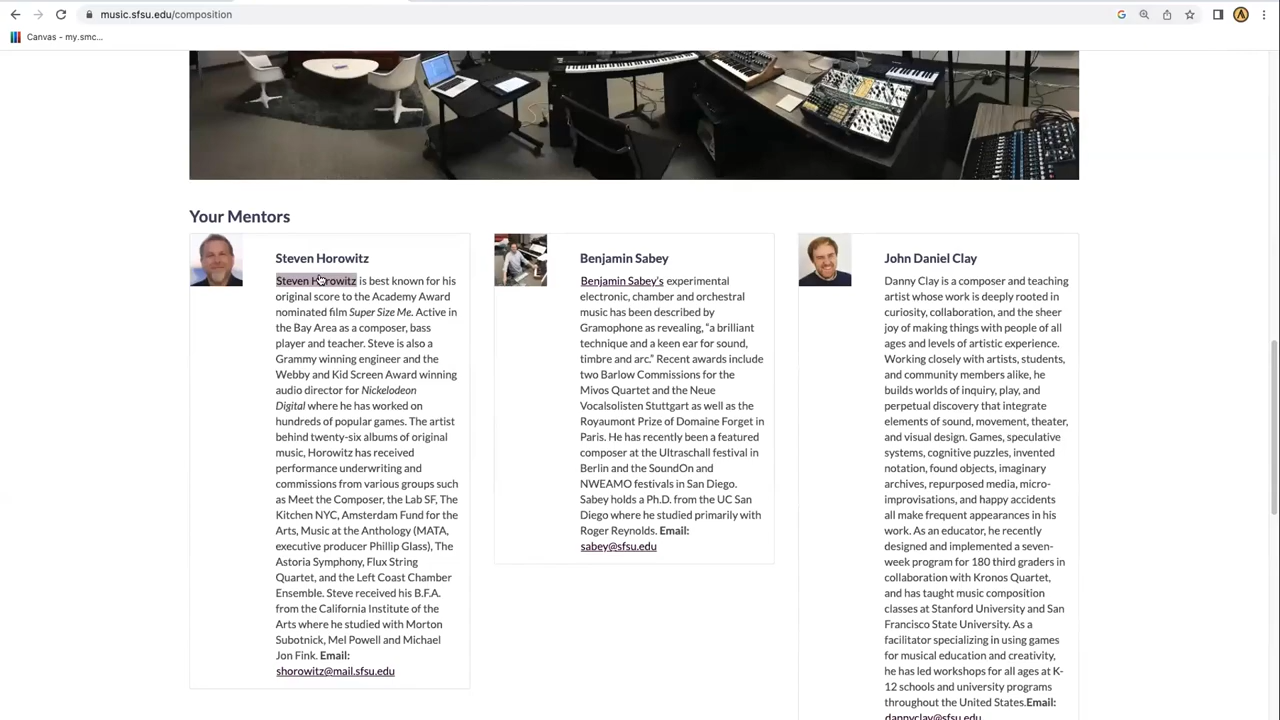 music.sfsu.edu/composition
Canvas - my.smc...
Your Mentors
Steven Horowitz
Steven Horowitz is best known for his
original score to the Academy Award
nominated film Super Size Me. Active in
the Bay Area as a composer, bass
player and teacher. Steve is also a
Grammy winning engineer and the
Webby and Kid Screen Award winning
audio director for Nickelodeon
Digital where he has worked on
hundreds of popular games. The artist
behind twenty-six albums of original
music, Horowitz has received
performance underwriting and
commissions from various groups such
as Meet the Composer, the Lab SF, The
Kitchen NYC, Amsterdam Fund for the
Arts, Music at the Anthology (MATA,
executive producer Phillip Glass), The
Astoria Symphony, Flux String
Quartet, and the Left Coast Chamber
Ensemble. Steve received his B.F.A.
from the California Institute of the
Arts where he studied with Morton
Subotnick, Mel Powell and Michael
Jon Fink. Email:
shorowitz@mail.sfsu.edu
Benjamin Sabey
Benjamin Sabey's experimental
electronic, chamber and orchestral
music has been described by
Gramophone as revealing, "a brilliant
technique and a keen ear for sound,
timbre and arc." Recent awards include
two Barlow Commissions for the
Mivos Quartet and the Neue
Vocalsolisten Stuttgart as well as the
Royaumont Prize of Domaine Forget in
Paris. He has recently been a featured
composer at the Ultraschall festival in
Berlin and the SoundOn and
NWEAMO festivals in San Diego.
Sabey holds a Ph.D. from the UC San
Diego where he studied primarily with
Roger Reynolds. Email:
sabey@sfsu.edu
John Daniel Clay
Danny Clay is a composer and teaching
artist whose work is deeply rooted in
curiosity, collaboration, and the sheer
joy of making things with people of all
ages and levels of artistic experience.
Working closely with artists, students,
and community members alike, he
builds worlds of inquiry, play, and
perpetual discovery that integrate
elements of sound, movement, theater,
and visual design. Games, speculative
systems, cognitive puzzles, invented
notation, found objects, imaginary
archives, repurposed media, micro-
improvisations, and happy accidents
all make frequent appearances in his
work. As an educator, he recently
designed and implemented a seven-
week program for 180 third graders in
collaboration with Kronos Quartet,
and has taught music composition
classes at Stanford University and San
Francisco State University. As a
facilitator specializing in using games
for musical education and creativity,
he has led workshops for all ages at K-
12 schools and university programs
throughout the United States.Email:
dannyclay@sfsu.edu